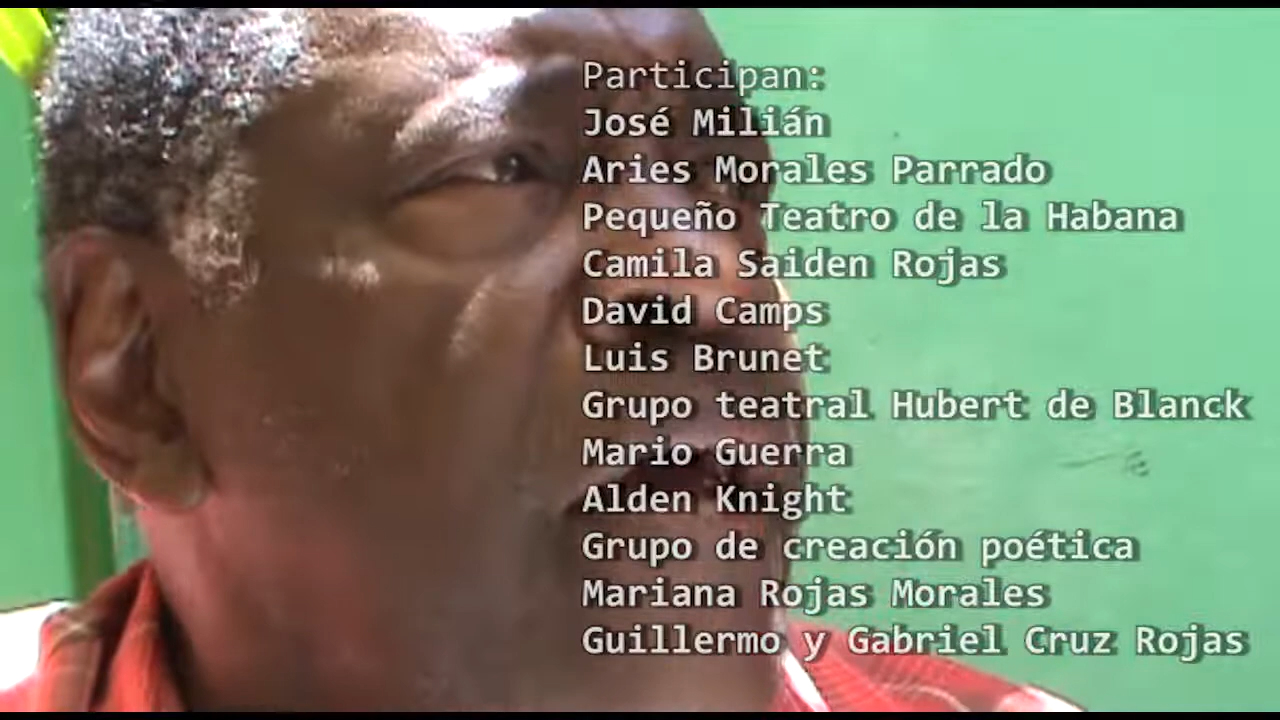 Participan:
José Milián
Aries Morales Parrado
Pequeño Teatro de la Habana
Camila Saiden Rojas
David Camps
Luis Brunet
Grupo teatral Hubert de Blanck
Mario Guerra
Alden Knight
Grupo de creación poética
Mariana Rojas Morales
Guillermo y Gabriel Cruz Rojas